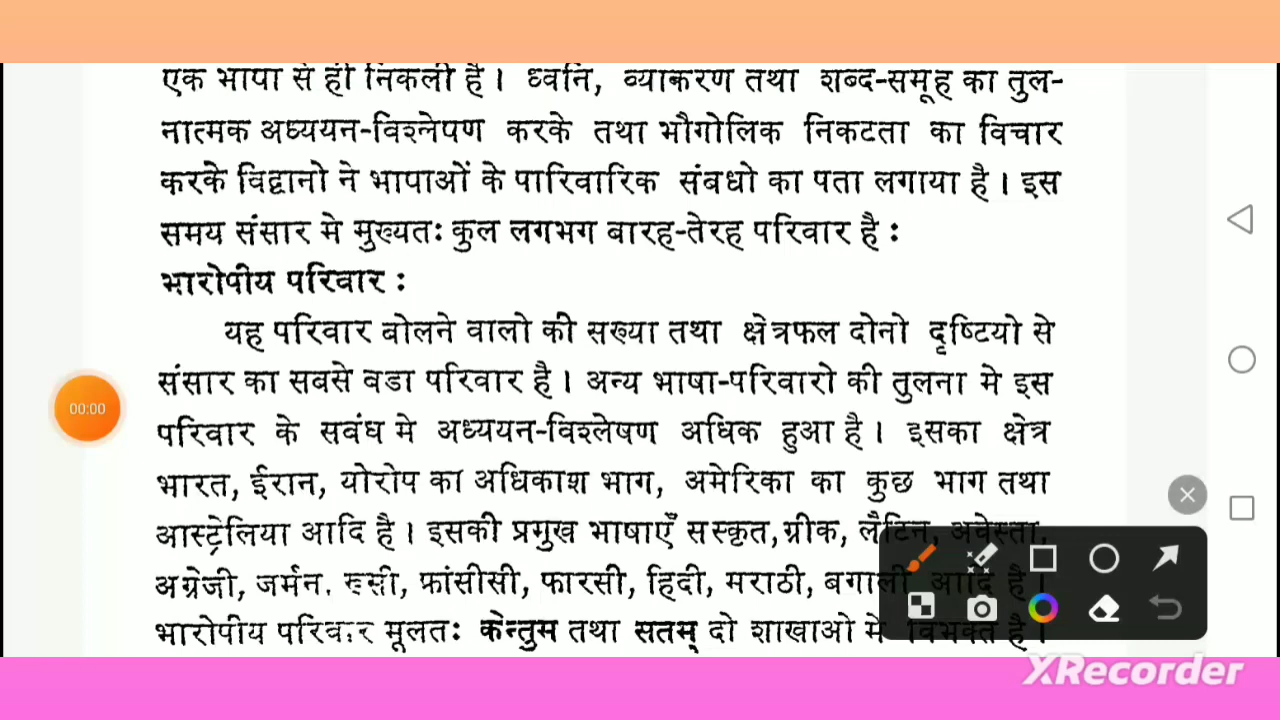 एक भाषा से ही निकली है। ध्वनि, व्याकरण तथा शब्द-समूह का तुल-
नात्मक अध्ययन-विश्लेषण करके तथा भौगोलिक निकटता का विचार
करके विद्वानो ने भाषाओं के पारिवारिक संबधो का पता लगाया है। इस
समय संसार मे मुख्यतः कुल लगभग बारह-तेरह परिवार है :
भारोपीय परिवार :
यह परिवार बोलने वालो की सख्या तथा क्षेत्रफल दोनो दृष्टियो से
संसार का सबसे बडा परिवार है। अन्य भाषा-परिवारो की तुलना मे इस
परिवार के सबंध मे अध्ययन-विश्लेषण अधिक हुआ है। इसका क्षेत्र
भारत, ईरान, योरोप का अधिकाश भाग, अमेरिका का कुछ भाग तथा
आस्ट्रेलिया आदि है। इसकी प्रमुख भाषाएँ सस्कृत, ग्रीक, लैटिन, अवेस्ता,
अग्रेजी, जर्मन, रूसी, फ्रांसीसी, फारसी, हिदी, मराठी, बगाली आदि है।
भारोपीय परिवार मूलतः केन्तुम तथा सतम् दो शाखाओ मे विभक्त है।
00:00
XRecorder